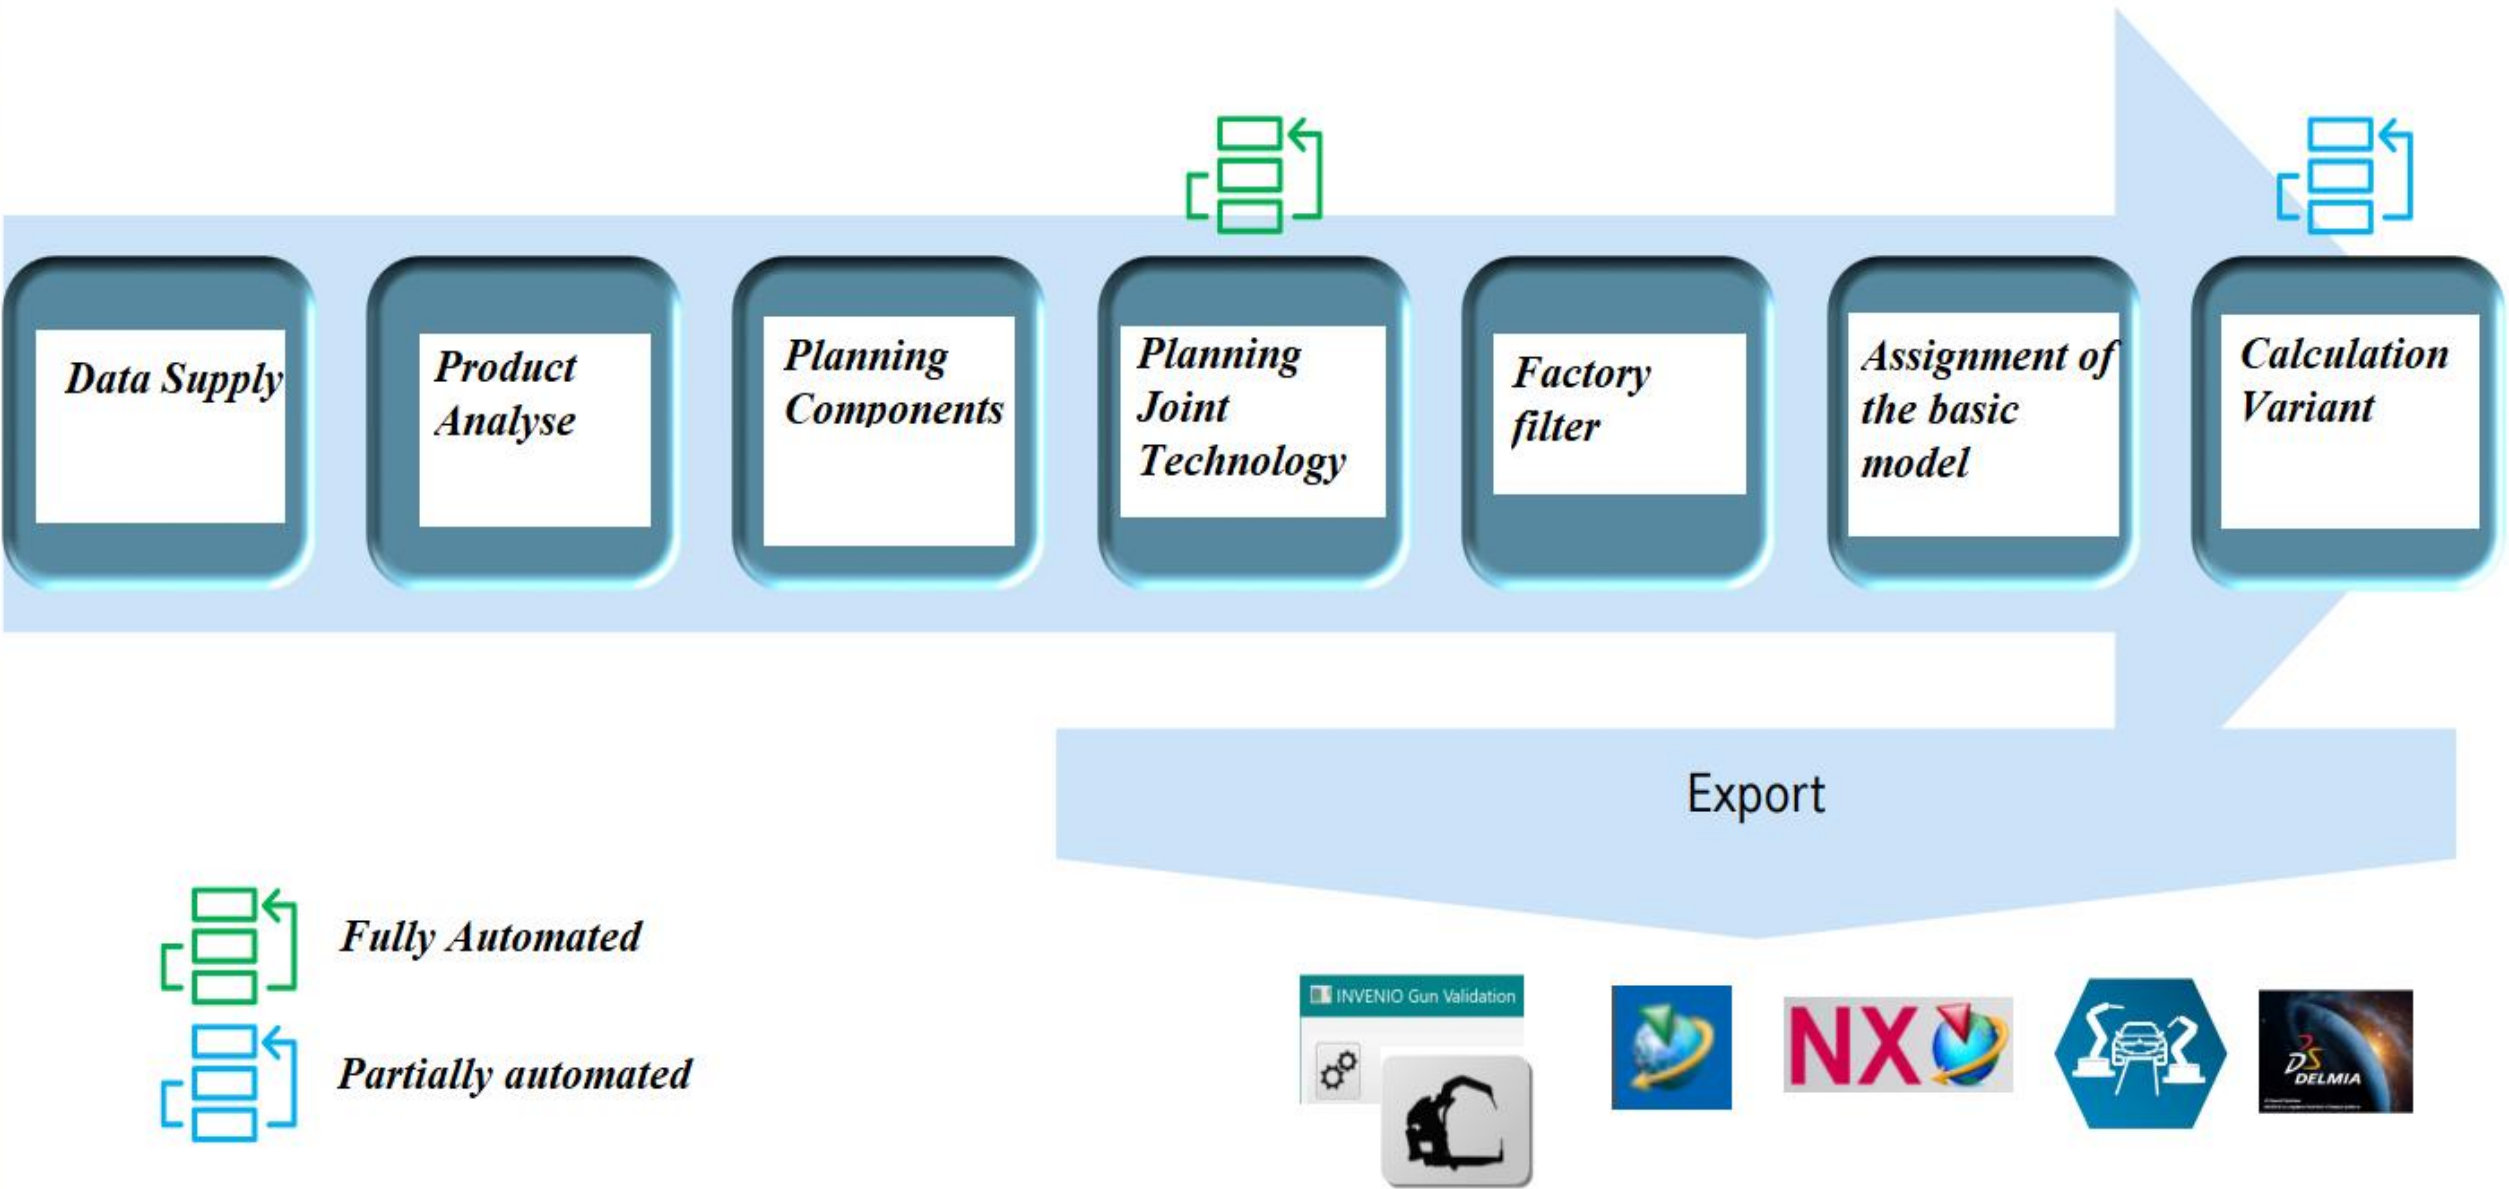 Data Supply
Product
Analyse
Planning
Components
Planning
Joint
Technology
Factory
filter
Assignment of
the basic
model
Calculation
Variant
Export
Fully Automated
Partially automated
INVENIO Gun Validation
NX
DS
DELMIA